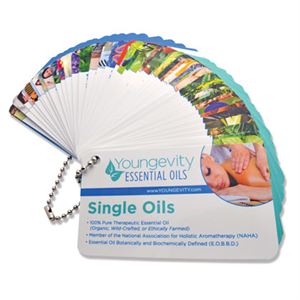 Youngevity
ESSENTIAL OILS
www.YOUNGEVITY.com
Single Oils
• 100% Pure Therapeutic Essential Oil
(Organic, Wild-Crafted, or Ethically Farmed)
• Member of the National Association for Holistic Aromatherapy (NAHA)
• Essential Oil Botanically and Biochemically Defined (E.O.B.B.D.)